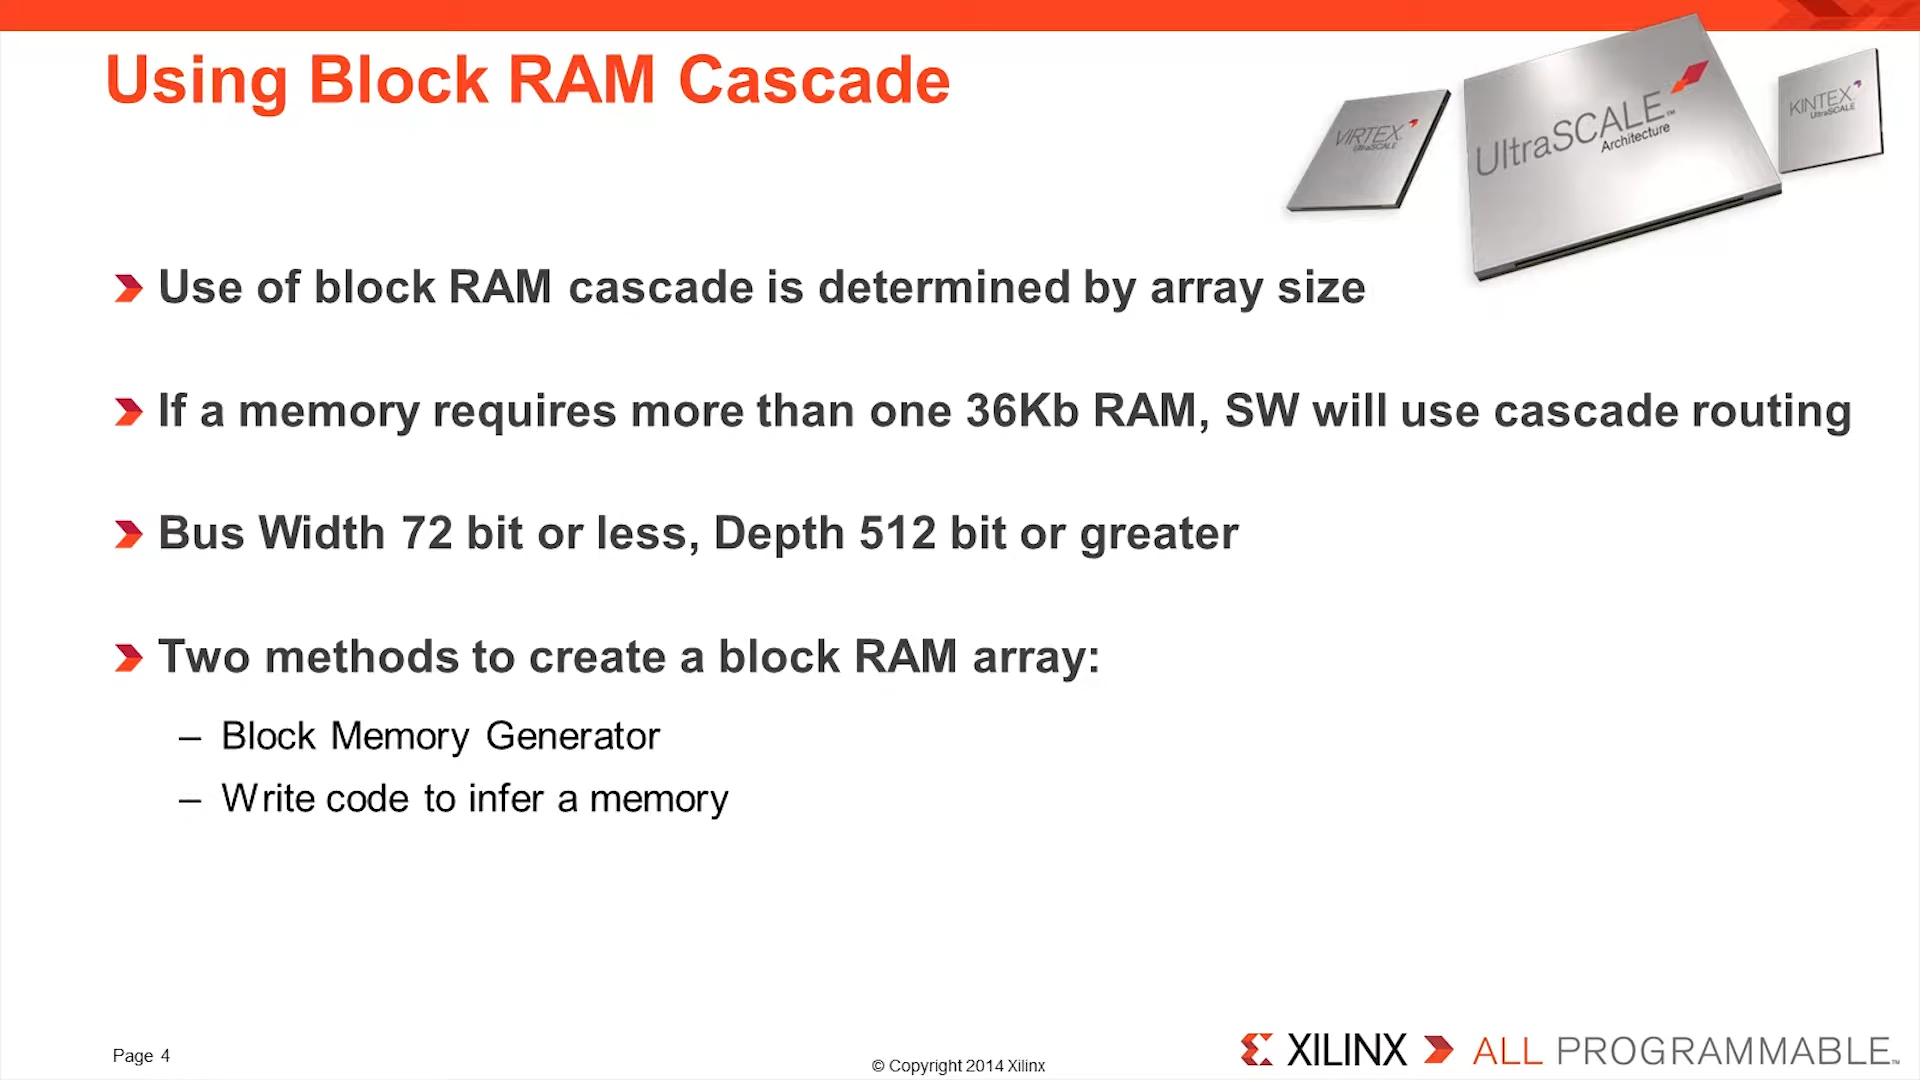 Using Block RAM Cascade
VIRTEX
UltraSCALE
UltraSCALE™
Architecture
KINTEX
UltraSCALE
Use of block RAM cascade is determined by array size
If a memory requires more than one 36Kb RAM, SW will use cascade routing
Bus Width 72 bit or less, Depth 512 bit or greater
Two methods to create a block RAM array:
– Block Memory Generator
– Write code to infer a memory
Page 4
© Copyright 2014 Xilinx
XILINX ALL PROGRAMMABLE™